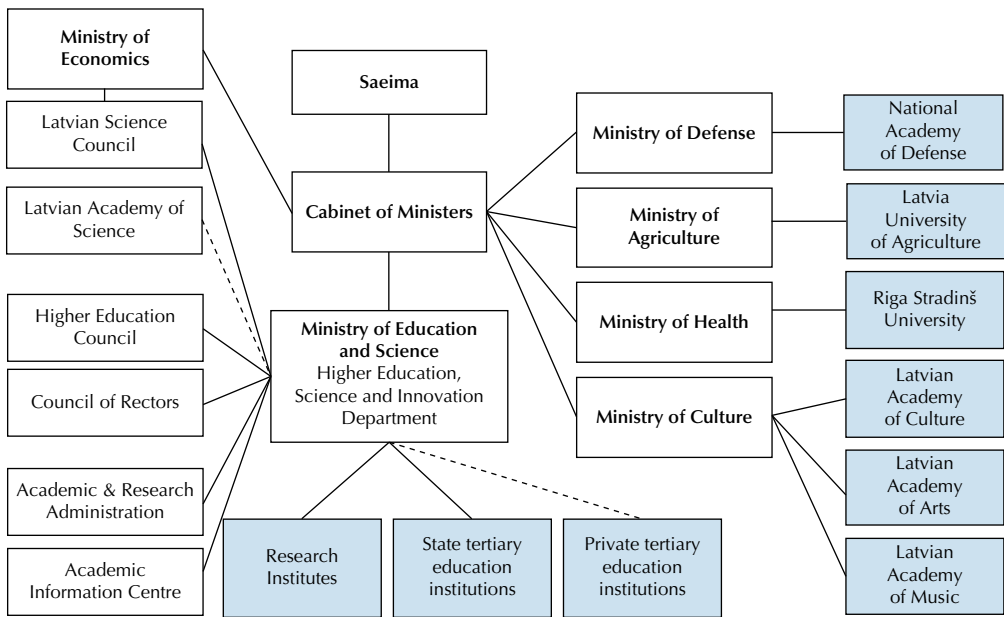 Ministry of
Economics
Latvian Science
Council
Latvian Academy of
Science
Higher Education
Council
Council of Rectors
Academic & Research
Administration
Academic
Information Centre
Saeima
Cabinet of Ministers
Ministry of Education
and Science
Higher Education,
Science and Innovation
Department
Research
Institutes
State tertiary
education
institutions
Private tertiary
education
institutions
Ministry of Defense
Ministry of
Agriculture
Ministry of Health
Ministry of Culture
National
Academy
of Defense
Latvia
University
of Agriculture
Riga Stradinš
University
Latvian
Academy
of Culture
Latvian
Academy
of Arts
Latvian
Academy
of Music